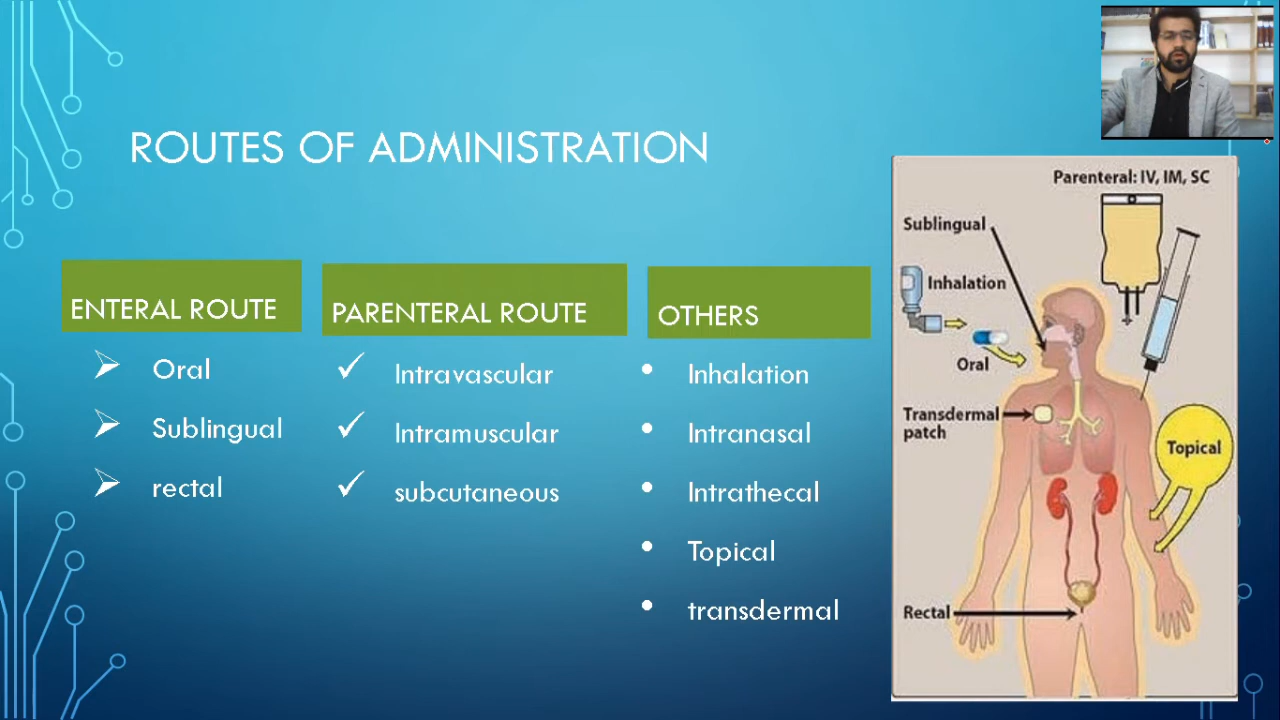 ROUTES OF ADMINISTRATION
ENTERAL ROUTE
Oral
Sublingual
rectal
PARENTERAL ROUTE
Intravascular
Intramuscular
subcutaneous
OTHERS
Inhalation
Intranasal
Intrathecal
Topical
transdermal
Parenteral: IV, IM, SC
Sublingual
Inhalation
Oral
Transdermal
patch
Topical
Rectal